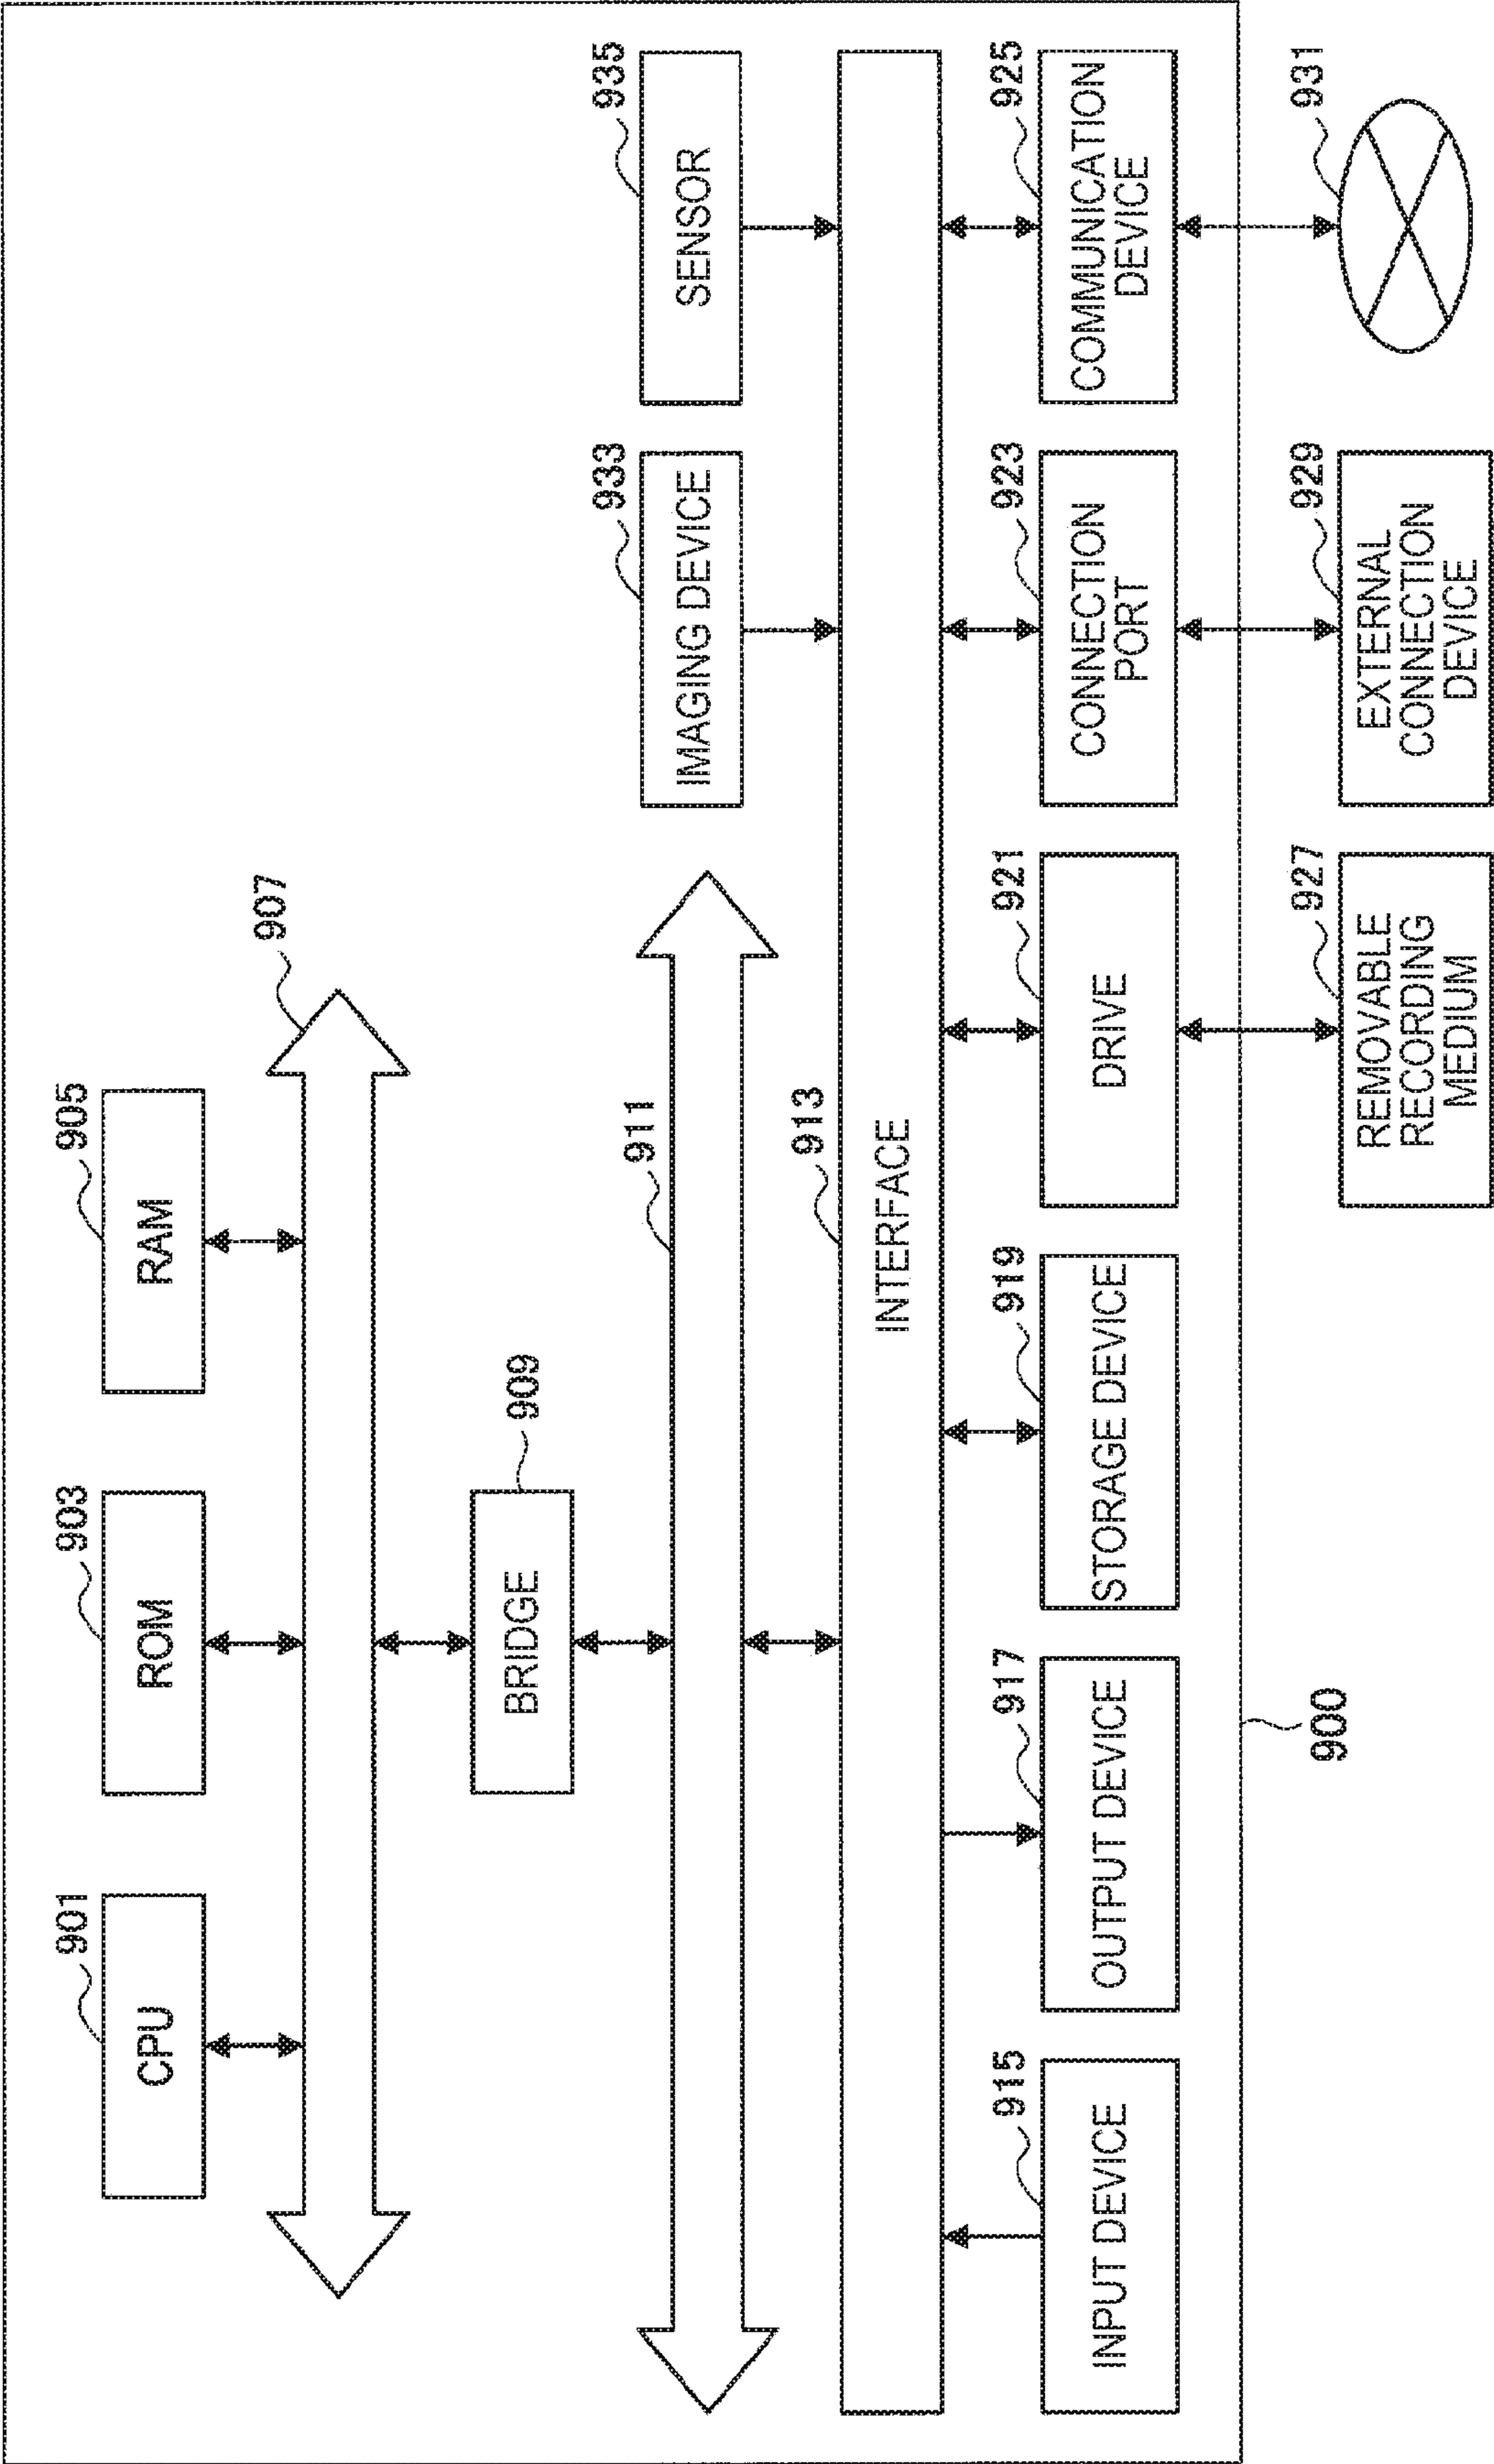 901
903
905
CPU
ROM
RAM
907
909
BRIDGE
911
933
935
IMAGING DEVICE
SENSOR
913
INTERFACE
915
917
919
921
923
925
INPUT DEVICE
OUTPUT DEVICE
STORAGE DEVICE
DRIVE
CONNECTION
PORT
COMMUNICATION
DEVICE
900
927
929
931
REMOVABLE
RECORDING
MEDIUM
EXTERNAL
CONNECTION
DEVICE